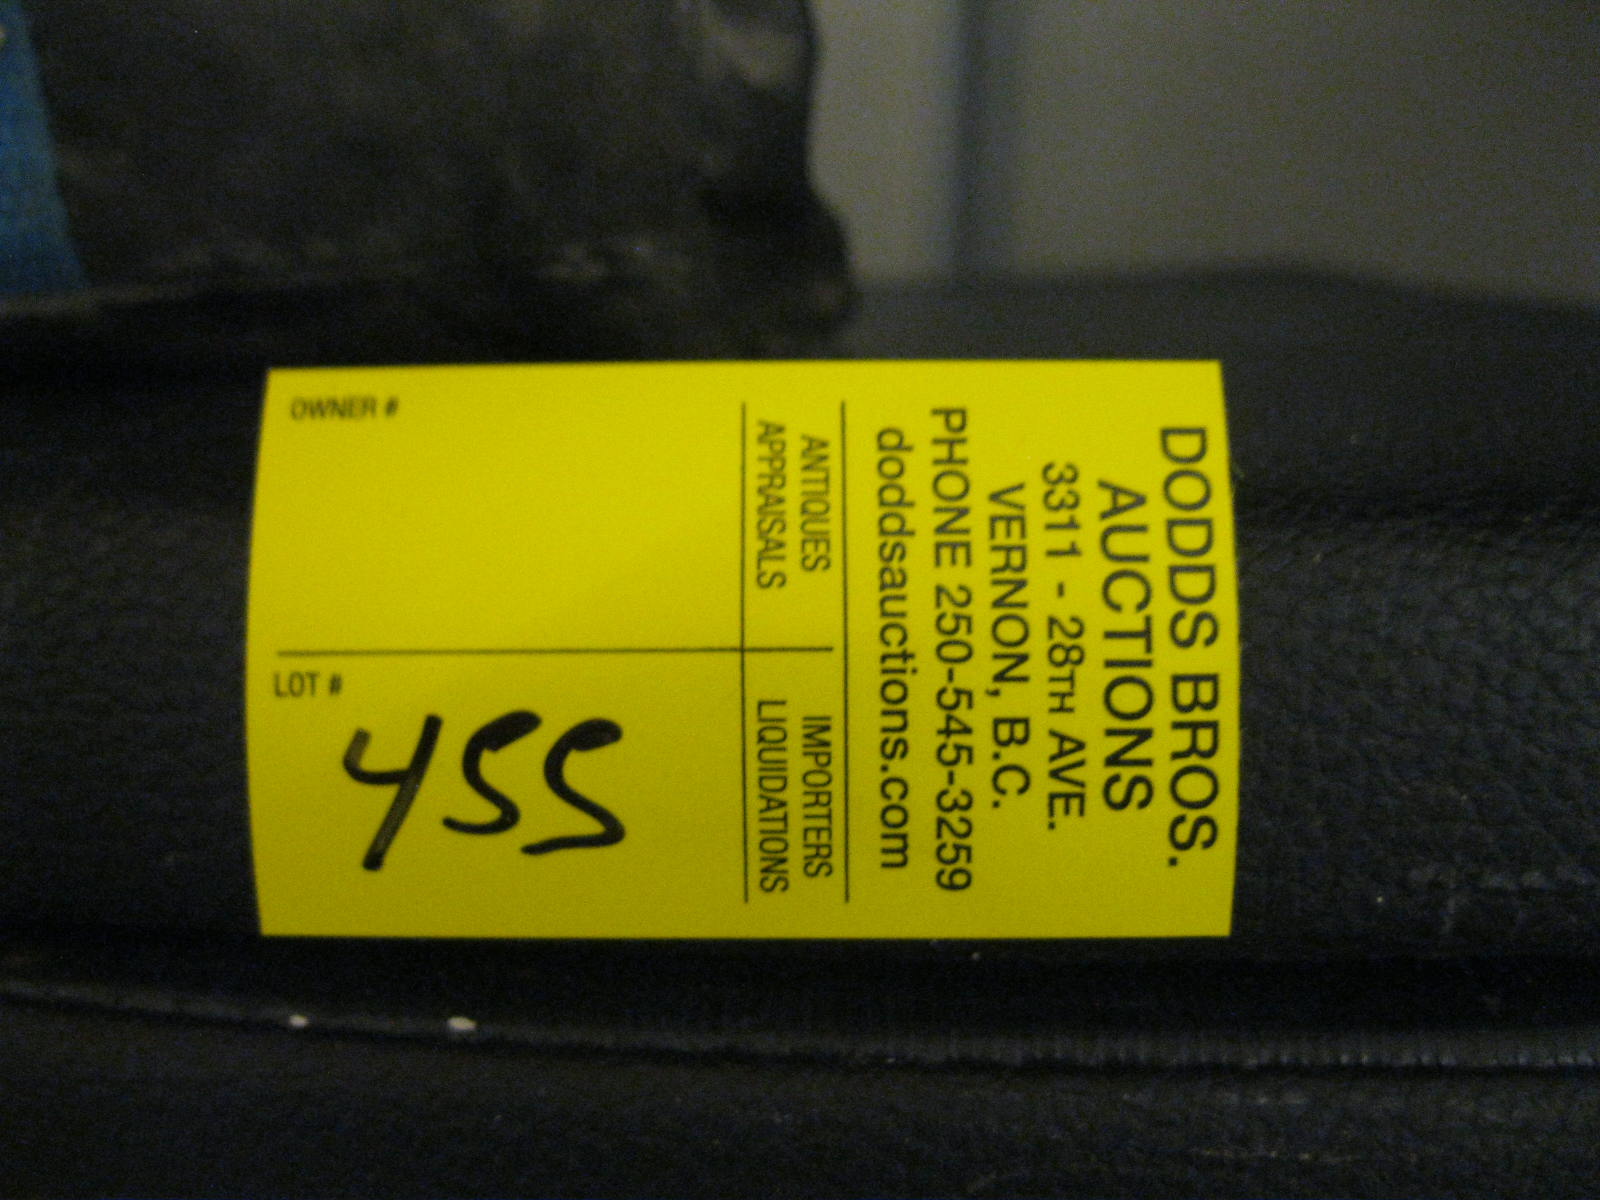 DODDS BROS.
AUCTIONS
3311 - 28TH AVE.
VERNON, B.C.
PHONE 250-545-3259
doddsauctions.com
ANTIQUES IMPORTERS
APPRAISALS LIQUIDATIONS
OWNER #
LOT #
455